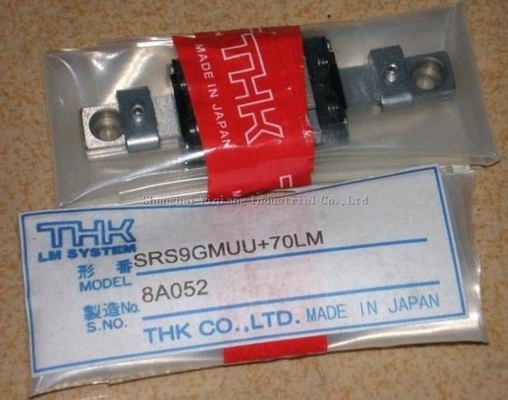 THK
MADE IN JAPAN
Shanghai Yiqiang Industrial Co.,Ltd
THK
LM SYSTEM
形 番 SRS9GMUU+70LM
MODEL
製造No. 8A052
S.NO.
THK CO.,LTD. MADE IN JAPAN